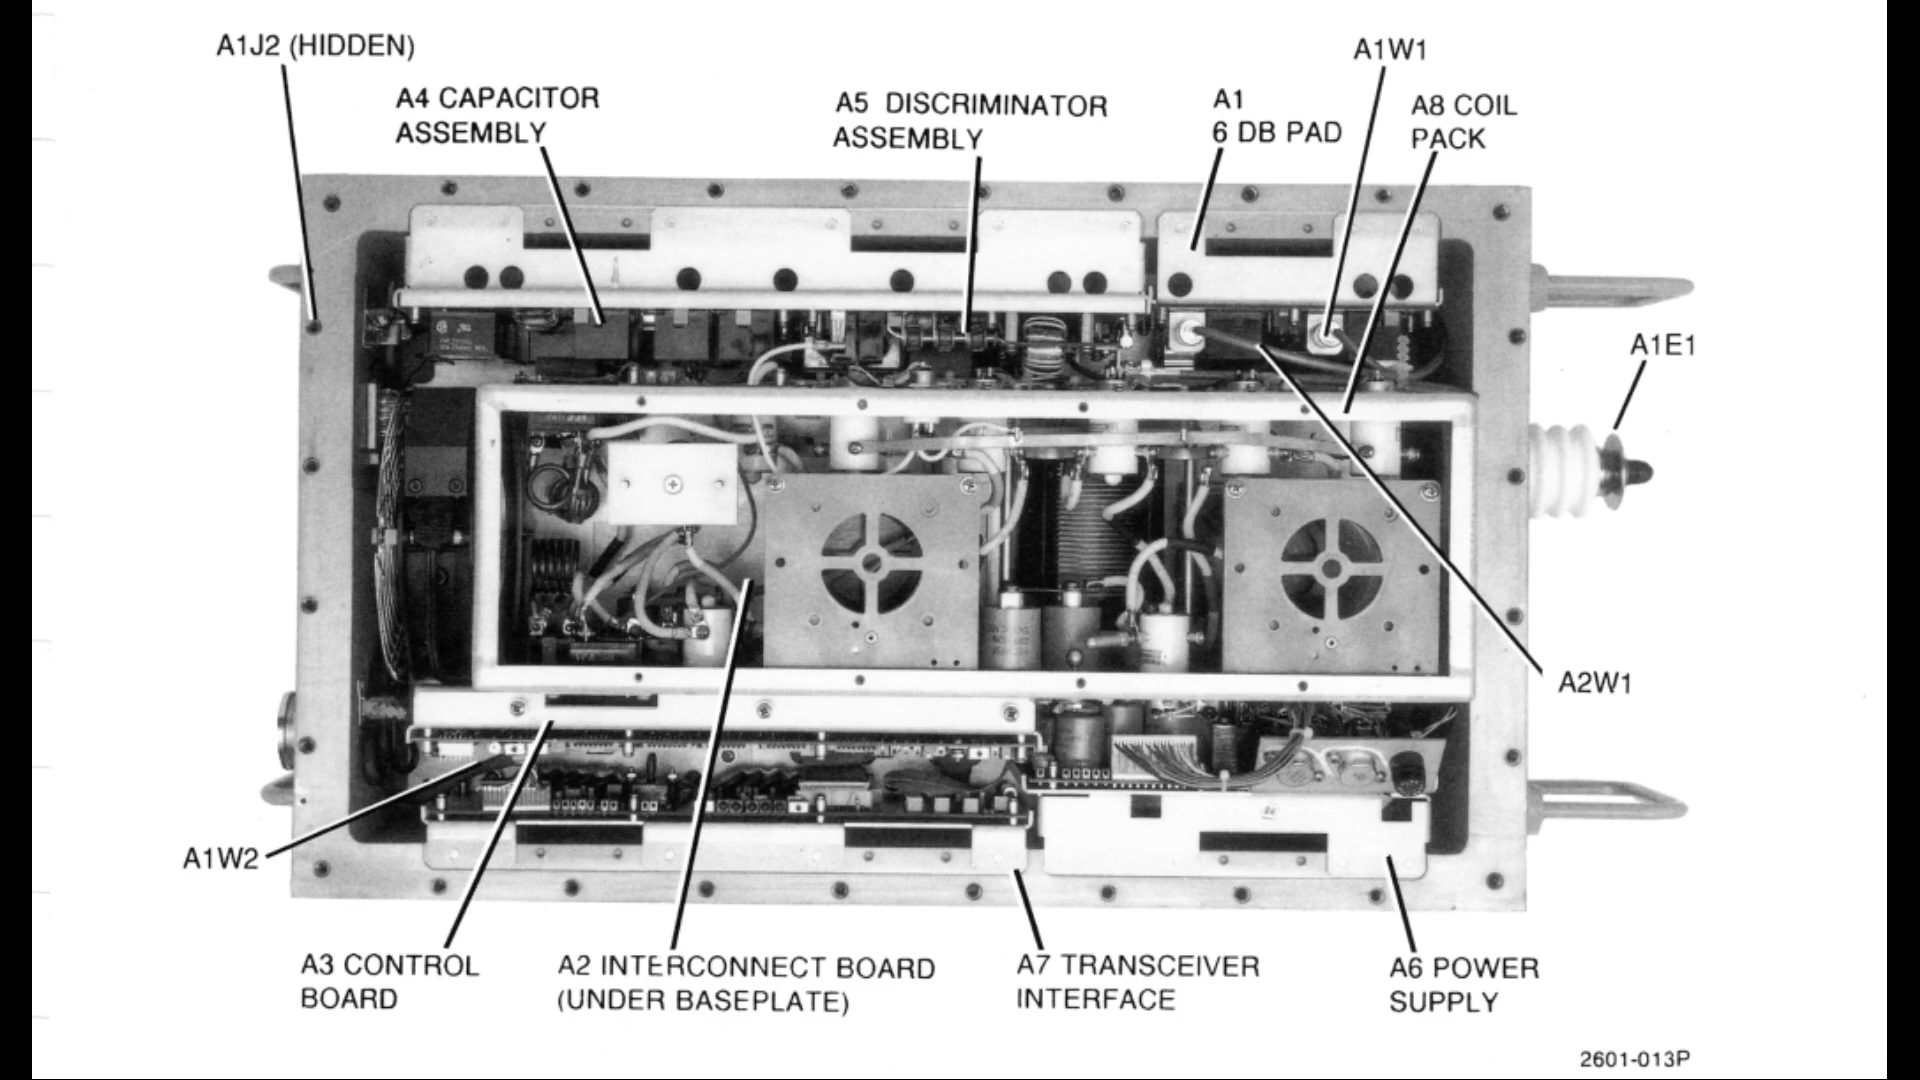 A1J2 (HIDDEN)
A1W1
A4 CAPACITOR
ASSEMBLY
A5 DISCRIMINATOR
ASSEMBLY
A1
6 DB PAD
A8 COIL
PACK
A1E1
A2W1
A1W2
A3 CONTROL
BOARD
A2 INTERCONNECT BOARD
(UNDER BASEPLATE)
A7 TRANSCEIVER
INTERFACE
A6 POWER
SUPPLY
2601-013P